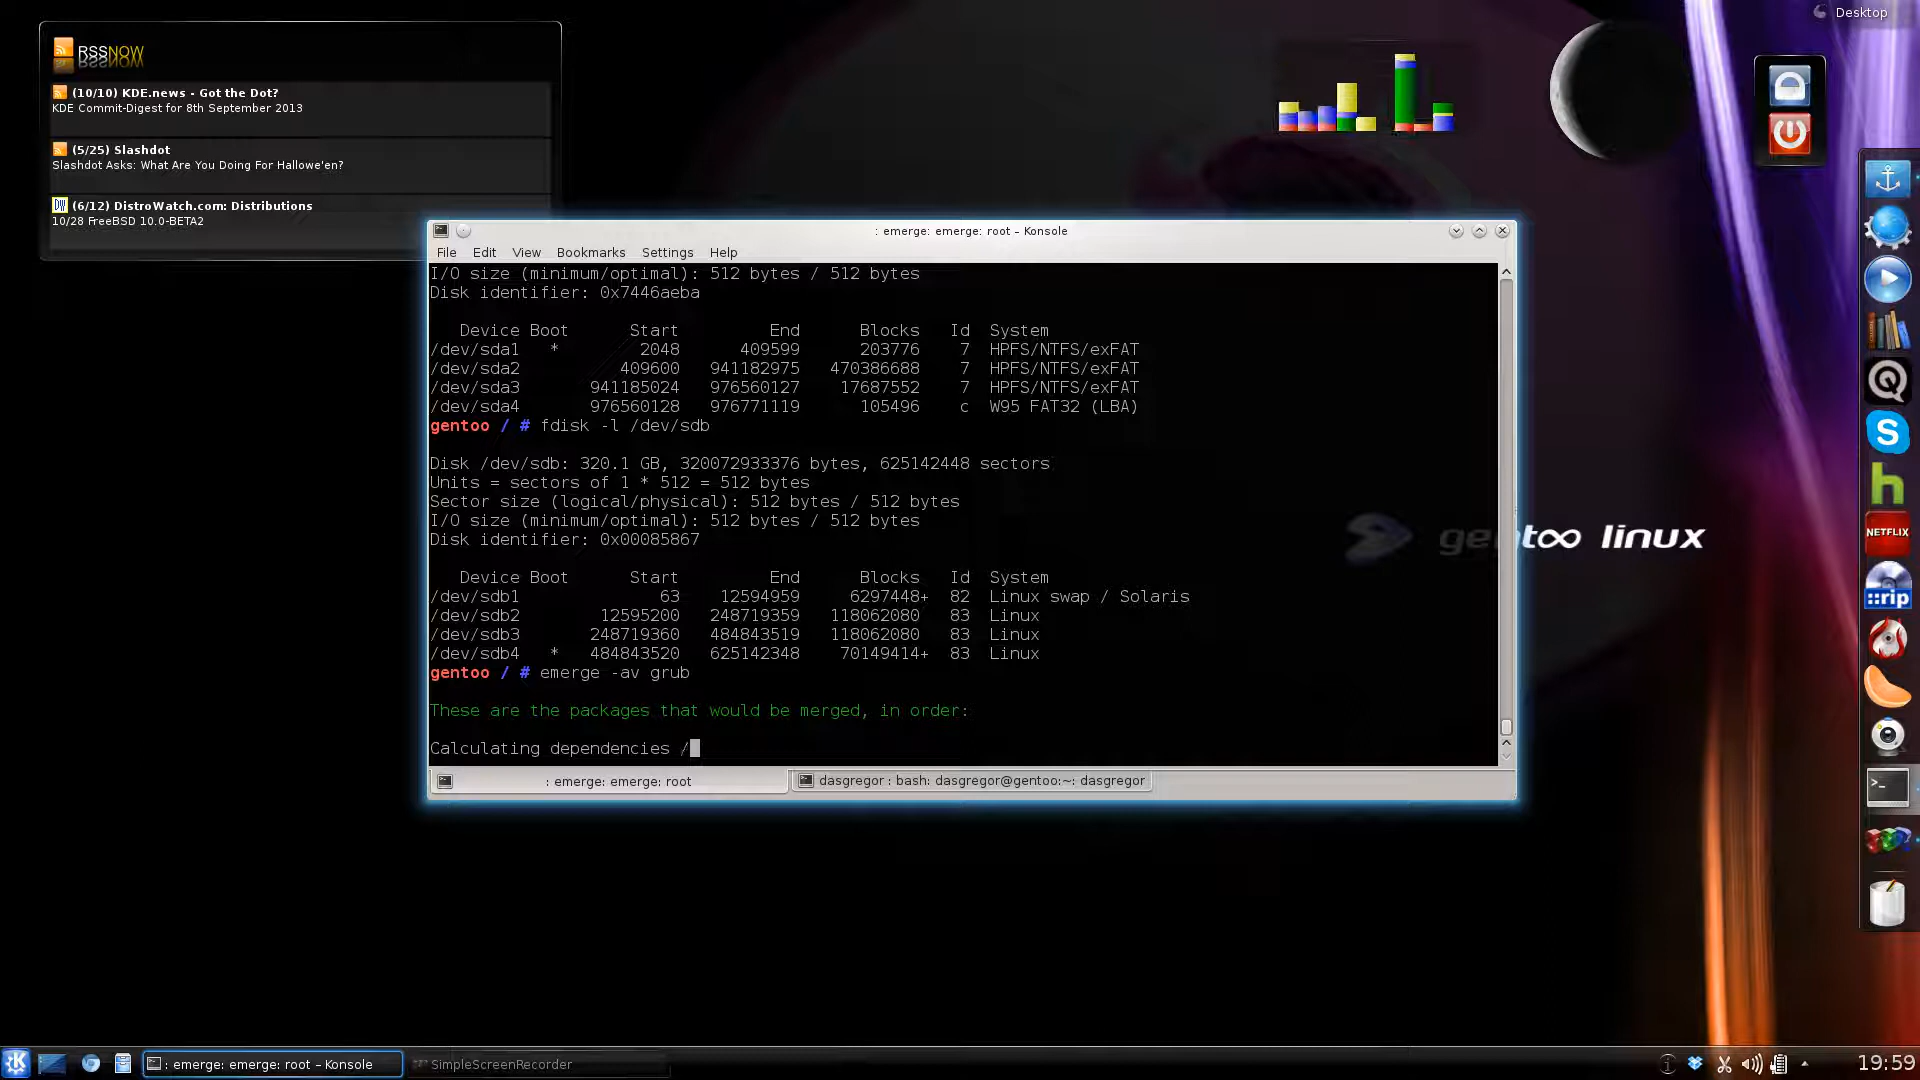 Desktop
RSSNOW
(10/10) KDE.news - Got the Dot?
KDE Commit-Digest for 8th September 2013
(5/25) Slashdot
Slashdot Asks: What Are You Doing For Hallowe'en?
DW (6/12) DistroWatch.com: Distributions
10/28 FreeBSD 10.0-BETA2
: emerge: emerge: root – Konsole
File Edit View Bookmarks Settings Help
I/O size (minimum/optimal): 512 bytes / 512 bytes
Disk identifier: 0x7446aeba
Device Boot Start End Blocks Id System
/dev/sda1 * 2048 409599 203776 7 HPFS/NTFS/exFAT
/dev/sda2 409600 941182975 470386688 7 HPFS/NTFS/exFAT
/dev/sda3 941185024 976560127 17687552 7 HPFS/NTFS/exFAT
/dev/sda4 976560128 976771119 105496 c W95 FAT32 (LBA)
gentoo / # fdisk -l /dev/sdb
Disk /dev/sdb: 320.1 GB, 320072933376 bytes, 625142448 sectors
Units = sectors of 1 * 512 = 512 bytes
Sector size (logical/physical): 512 bytes / 512 bytes
I/O size (minimum/optimal): 512 bytes / 512 bytes
Disk identifier: 0x00085867
Device Boot Start End Blocks Id System
/dev/sdb1 63 12594959 6297448+ 82 Linux swap / Solaris
/dev/sdb2 12595200 248719359 118062080 83 Linux
/dev/sdb3 248719360 484843519 118062080 83 Linux
/dev/sdb4 * 484843520 625142348 70149414+ 83 Linux
gentoo / # emerge -av grub
These are the packages that would be merged, in order:
Calculating dependencies /
: emerge: emerge: root
dasgregor : bash: dasgregor@gentoo:~: dasgregor
gentoo linux
NETFLIX
::rip
: emerge: emerge: root – Konsole
SimpleScreenRecorder
19:59